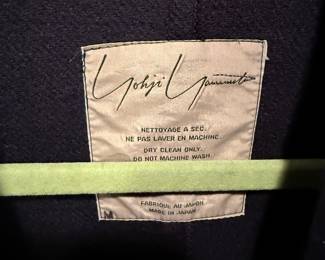 Yohji Yamamoto
NETTOYAGE A SEC.
NE PAS LAVER EN MACHINE.
DRY CLEAN ONLY.
DO NOT MACHINE WASH.
FABRIQUE AU JAPON
MADE IN JAPAN